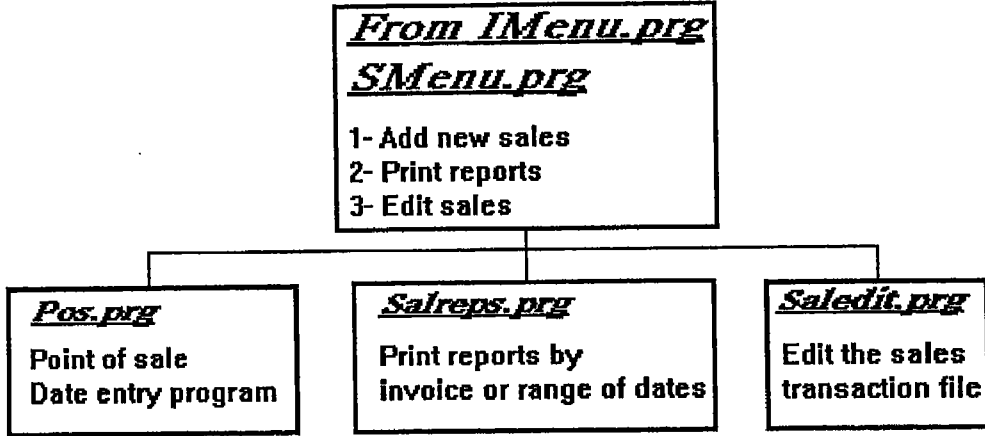 From IMenu.prg
SMenu.prg
1- Add new sales
2- Print reports
3- Edit sales
Pos.prg
Point of sale
Date entry program
Salreps.prg
Print reports by
invoice or range of dates
Saledit.prg
Edit the sales
transaction file